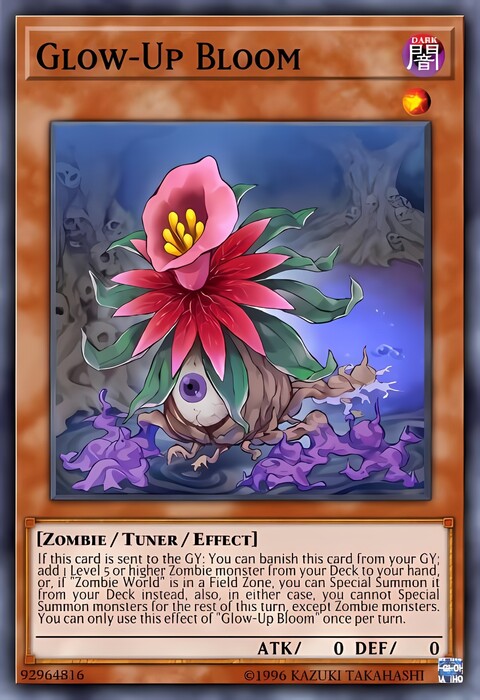 GLOW-UP BLOOM
DARK
闇
[ZOMBIE / TUNER / EFFECT]
If this card is sent to the GY: You can banish this card from your GY;
add 1 Level 5 or higher Zombie monster from your Deck to your hand,
or, if "Zombie World" is in a Field Zone, you can Special Summon it
from your Deck instead, also, in either case, you cannot Special
Summon monsters for the rest of this turn, except Zombie monsters.
You can only use this effect of "Glow-Up Bloom" once per turn.
ATK/ 0 DEF/ 0
92964816
©1996 KAZUKI TAKAHASHI